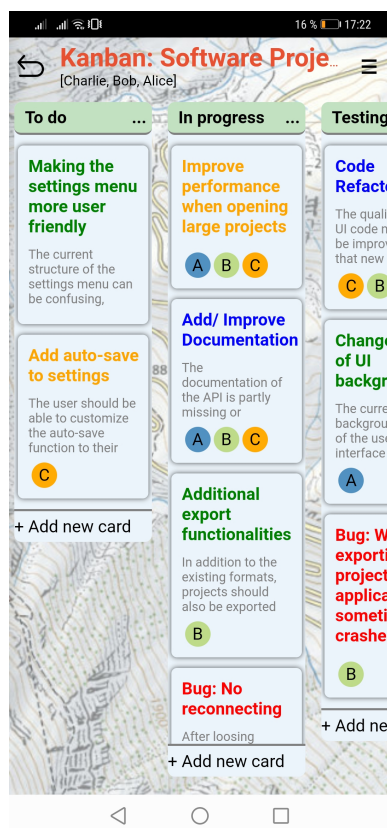 16 % 17:22
Kanban: Software Proje...
[Charlie, Bob, Alice]
To do ...
Making the
settings menu
more user
friendly
The current
structure of the
settings menu can
be confusing,
Add auto-save
to settings
The user should be
able to customize
the auto-save
function to their
C
+ Add new card
In progress ...
Improve
performance
when opening
large projects
A B C
Add/ Improve
Documentation
The
documentation of
the API is partly
missing or
A B C
Additional
export
functionalities
In addition to the
existing formats,
projects should
also be exported
B
Bug: No
reconnecting
After loosing
+ Add new card
Testing
Code
Refact
The quali
UI code
be improv
that new
C B
Change
of UI
backgr
The curre
backgrou
of the use
interface
A
Bug: W
exporti
project
applica
someti
crashe
B
+ Add ne
88
2